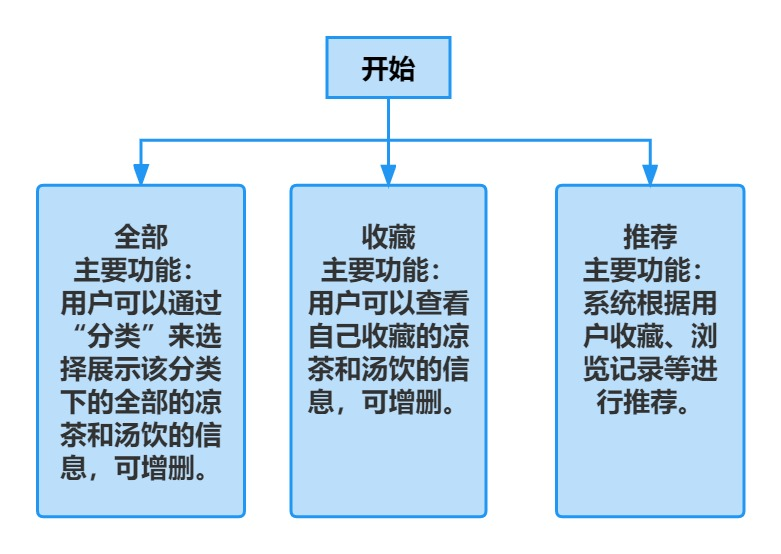 开始
全部
主要功能：
用户可以通过
“分类”来选
择展示该分类
下的全部的凉
茶和汤饮的信
息，可增删。
收藏
主要功能：
用户可以查看
自己收藏的凉
茶和汤饮的信
息，可增删。
推荐
主要功能：
系统根据用
户收藏、浏
览记录等进
行推荐。